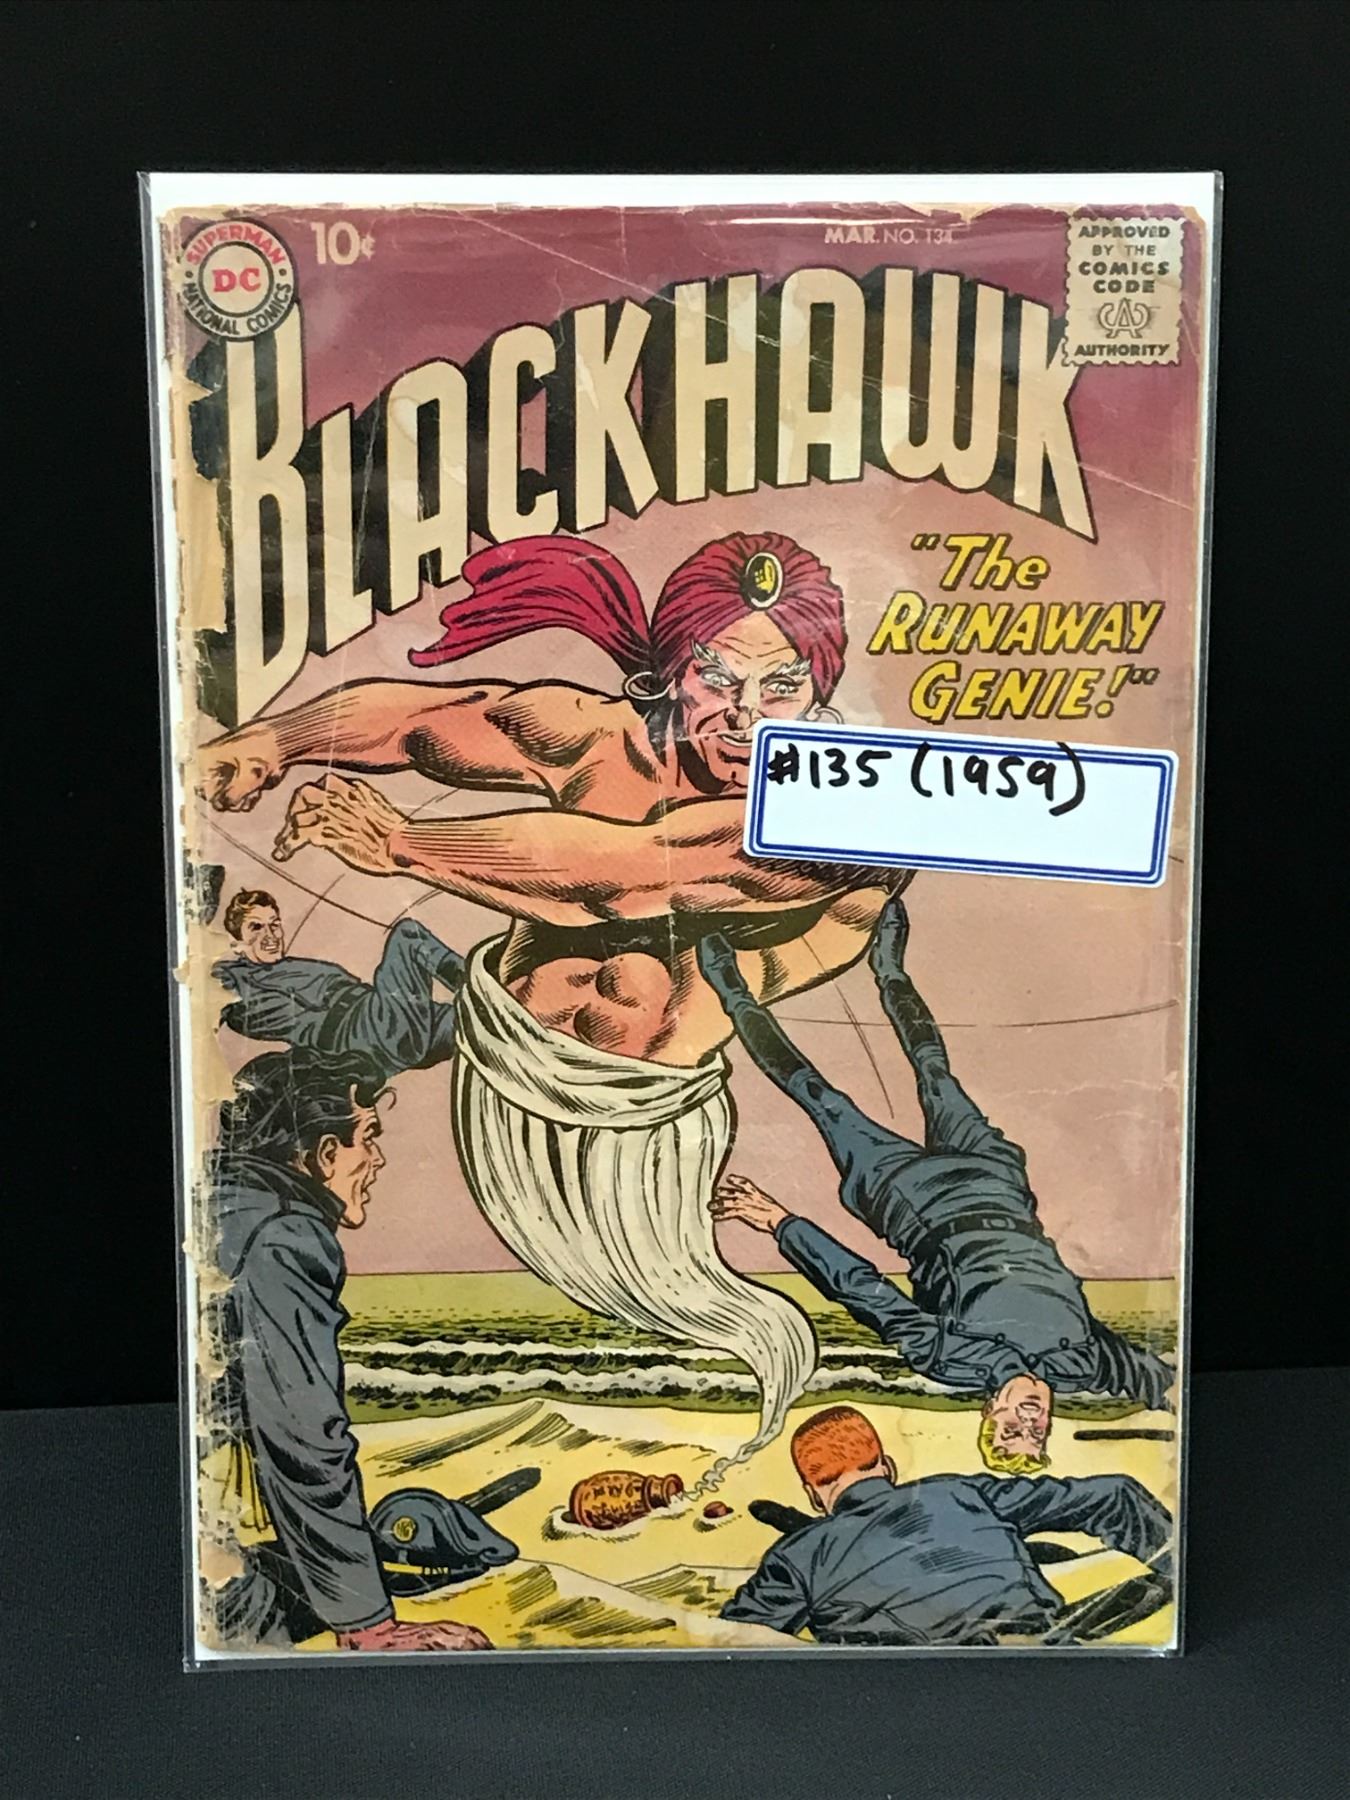 SUPERMAN
DC
NATIONAL COMICS
10¢
MAR. NO. 134
APPROVED
BY THE
COMICS
CODE
CA
AUTHORITY
BLACKHAWK
"The
RUNAWAY
GENIE!"
#135 (1959)